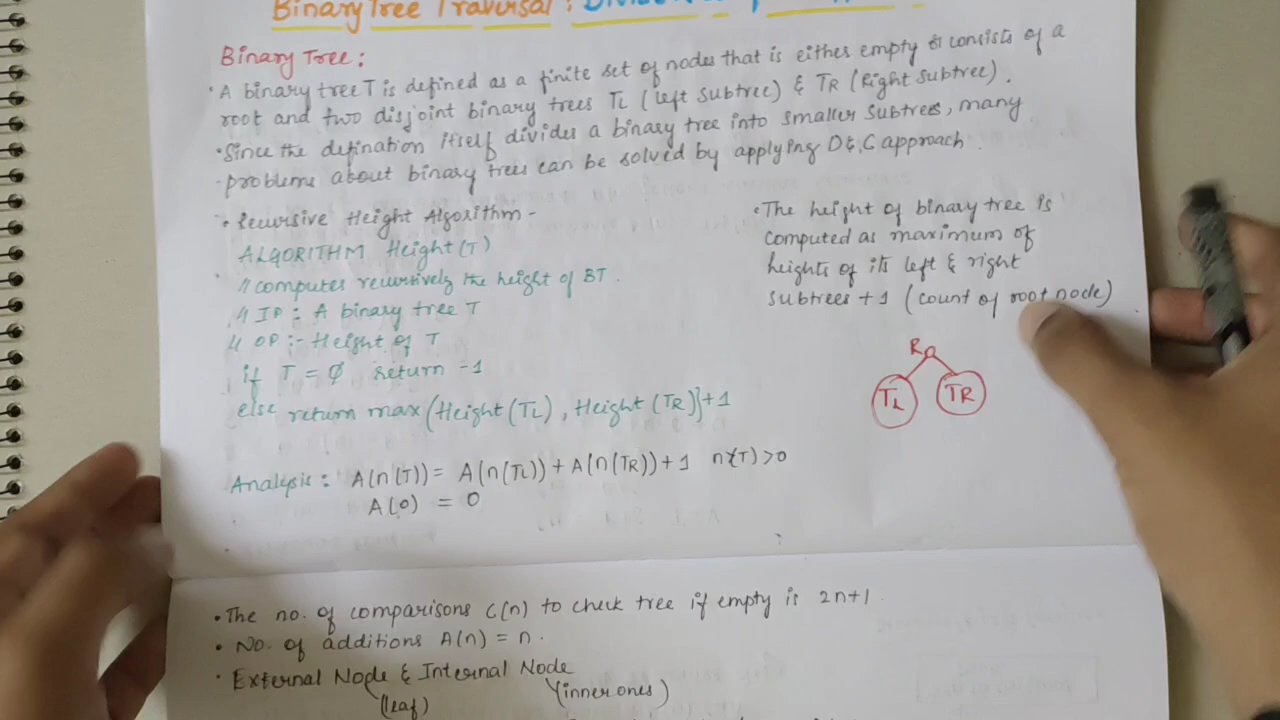 Binary Tree Traversal :
Binary Tree :
• A binary tree T is defined as a finite set of nodes that is either empty or consists of a
root and two disjoint binary trees TL (left subtree) & TR (Right Subtree).
• Since the defination itself divides a binary tree into smaller subtrees, many
problems about binary trees can be solved by applying D&C approach.
• Recursive Height Algorithm -
ALGORITHM Height(T)
// computes recursively the height of BT.
// IP : A binary tree T
// OP :- Height of T
if T = ∅ return -1
else return max{Height(TL), Height(TR)}+1
• The height of binary tree is
computed as maximum of
heights of its left & right
subtrees + 1 (count of root node)
R
TL TR
Analysis : A(n(T)) = A(n(TL)) + A(n(TR)) + 1 n(T) > 0
A(0) = 0
• The no. of comparisons C(n) to check tree if empty is 2n+1.
• No. of additions A(n) = n.
• External Node & Internal Node
(leaf) (inner ones)